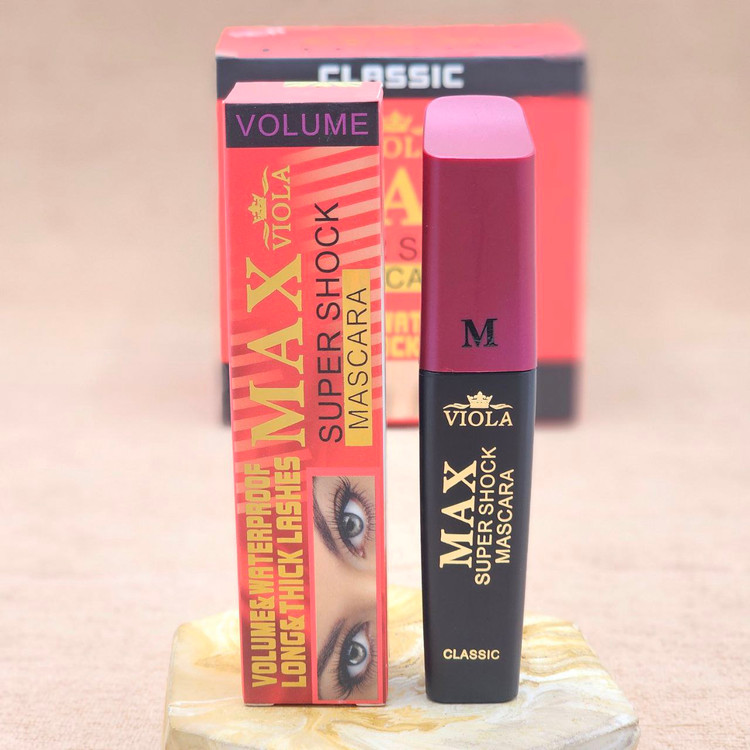 CLASSIC
VOLUME
VIOLA
MAX
SUPER SHOCK
MASCARA
VOLUME&WATERPROOF
LONG&THICK LASHES
M
VIOLA
MAX
SUPER SHOCK
MASCARA
CLASSIC